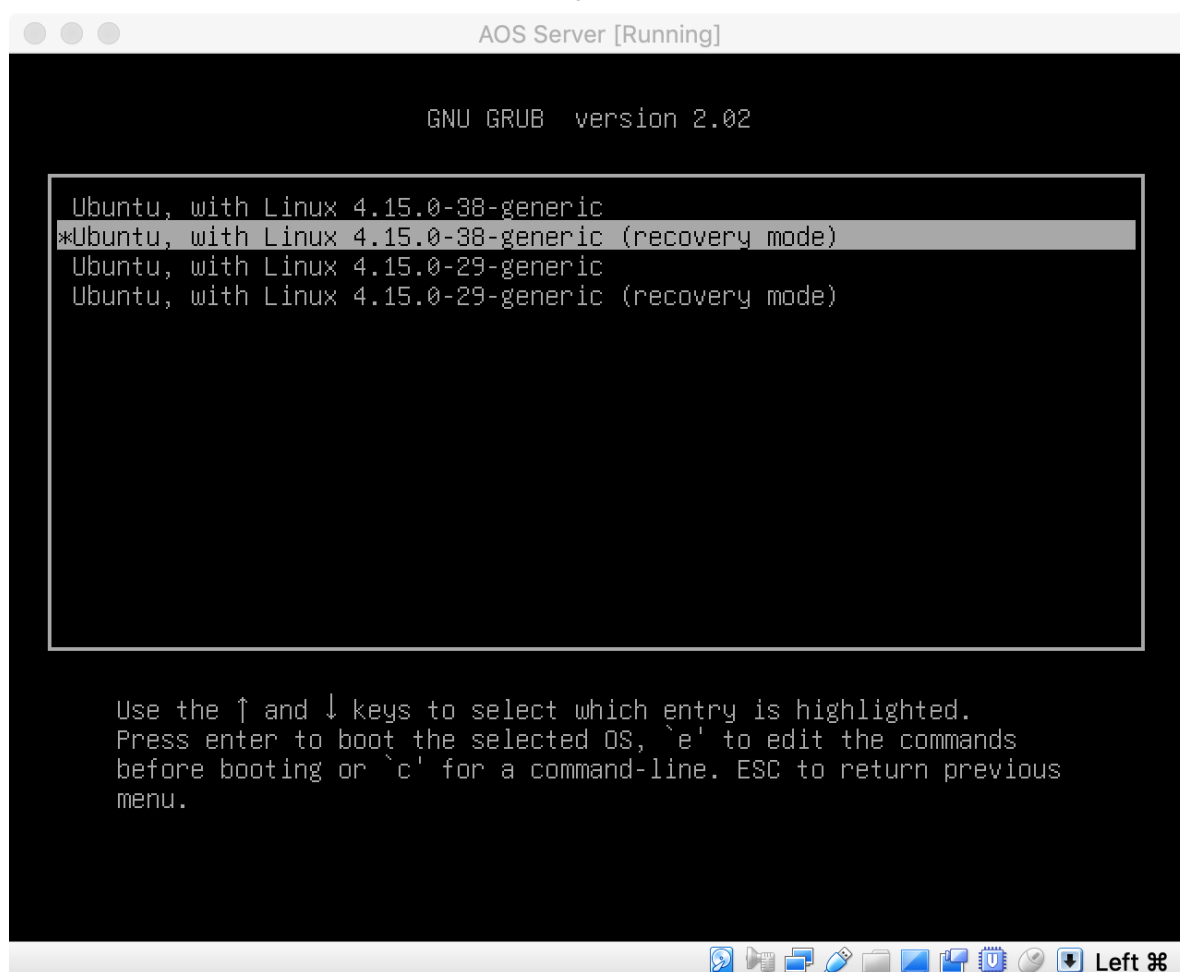 AOS Server [Running]
GNU GRUB version 2.02
Ubuntu, with Linux 4.15.0-38-generic
*Ubuntu, with Linux 4.15.0-38-generic (recovery mode)
Ubuntu, with Linux 4.15.0-29-generic
Ubuntu, with Linux 4.15.0-29-generic (recovery mode)
Use the ↑ and ↓ keys to select which entry is highlighted.
Press enter to boot the selected OS, `e' to edit the commands
before booting or `c' for a command-line. ESC to return previous
menu.
Left ⌘